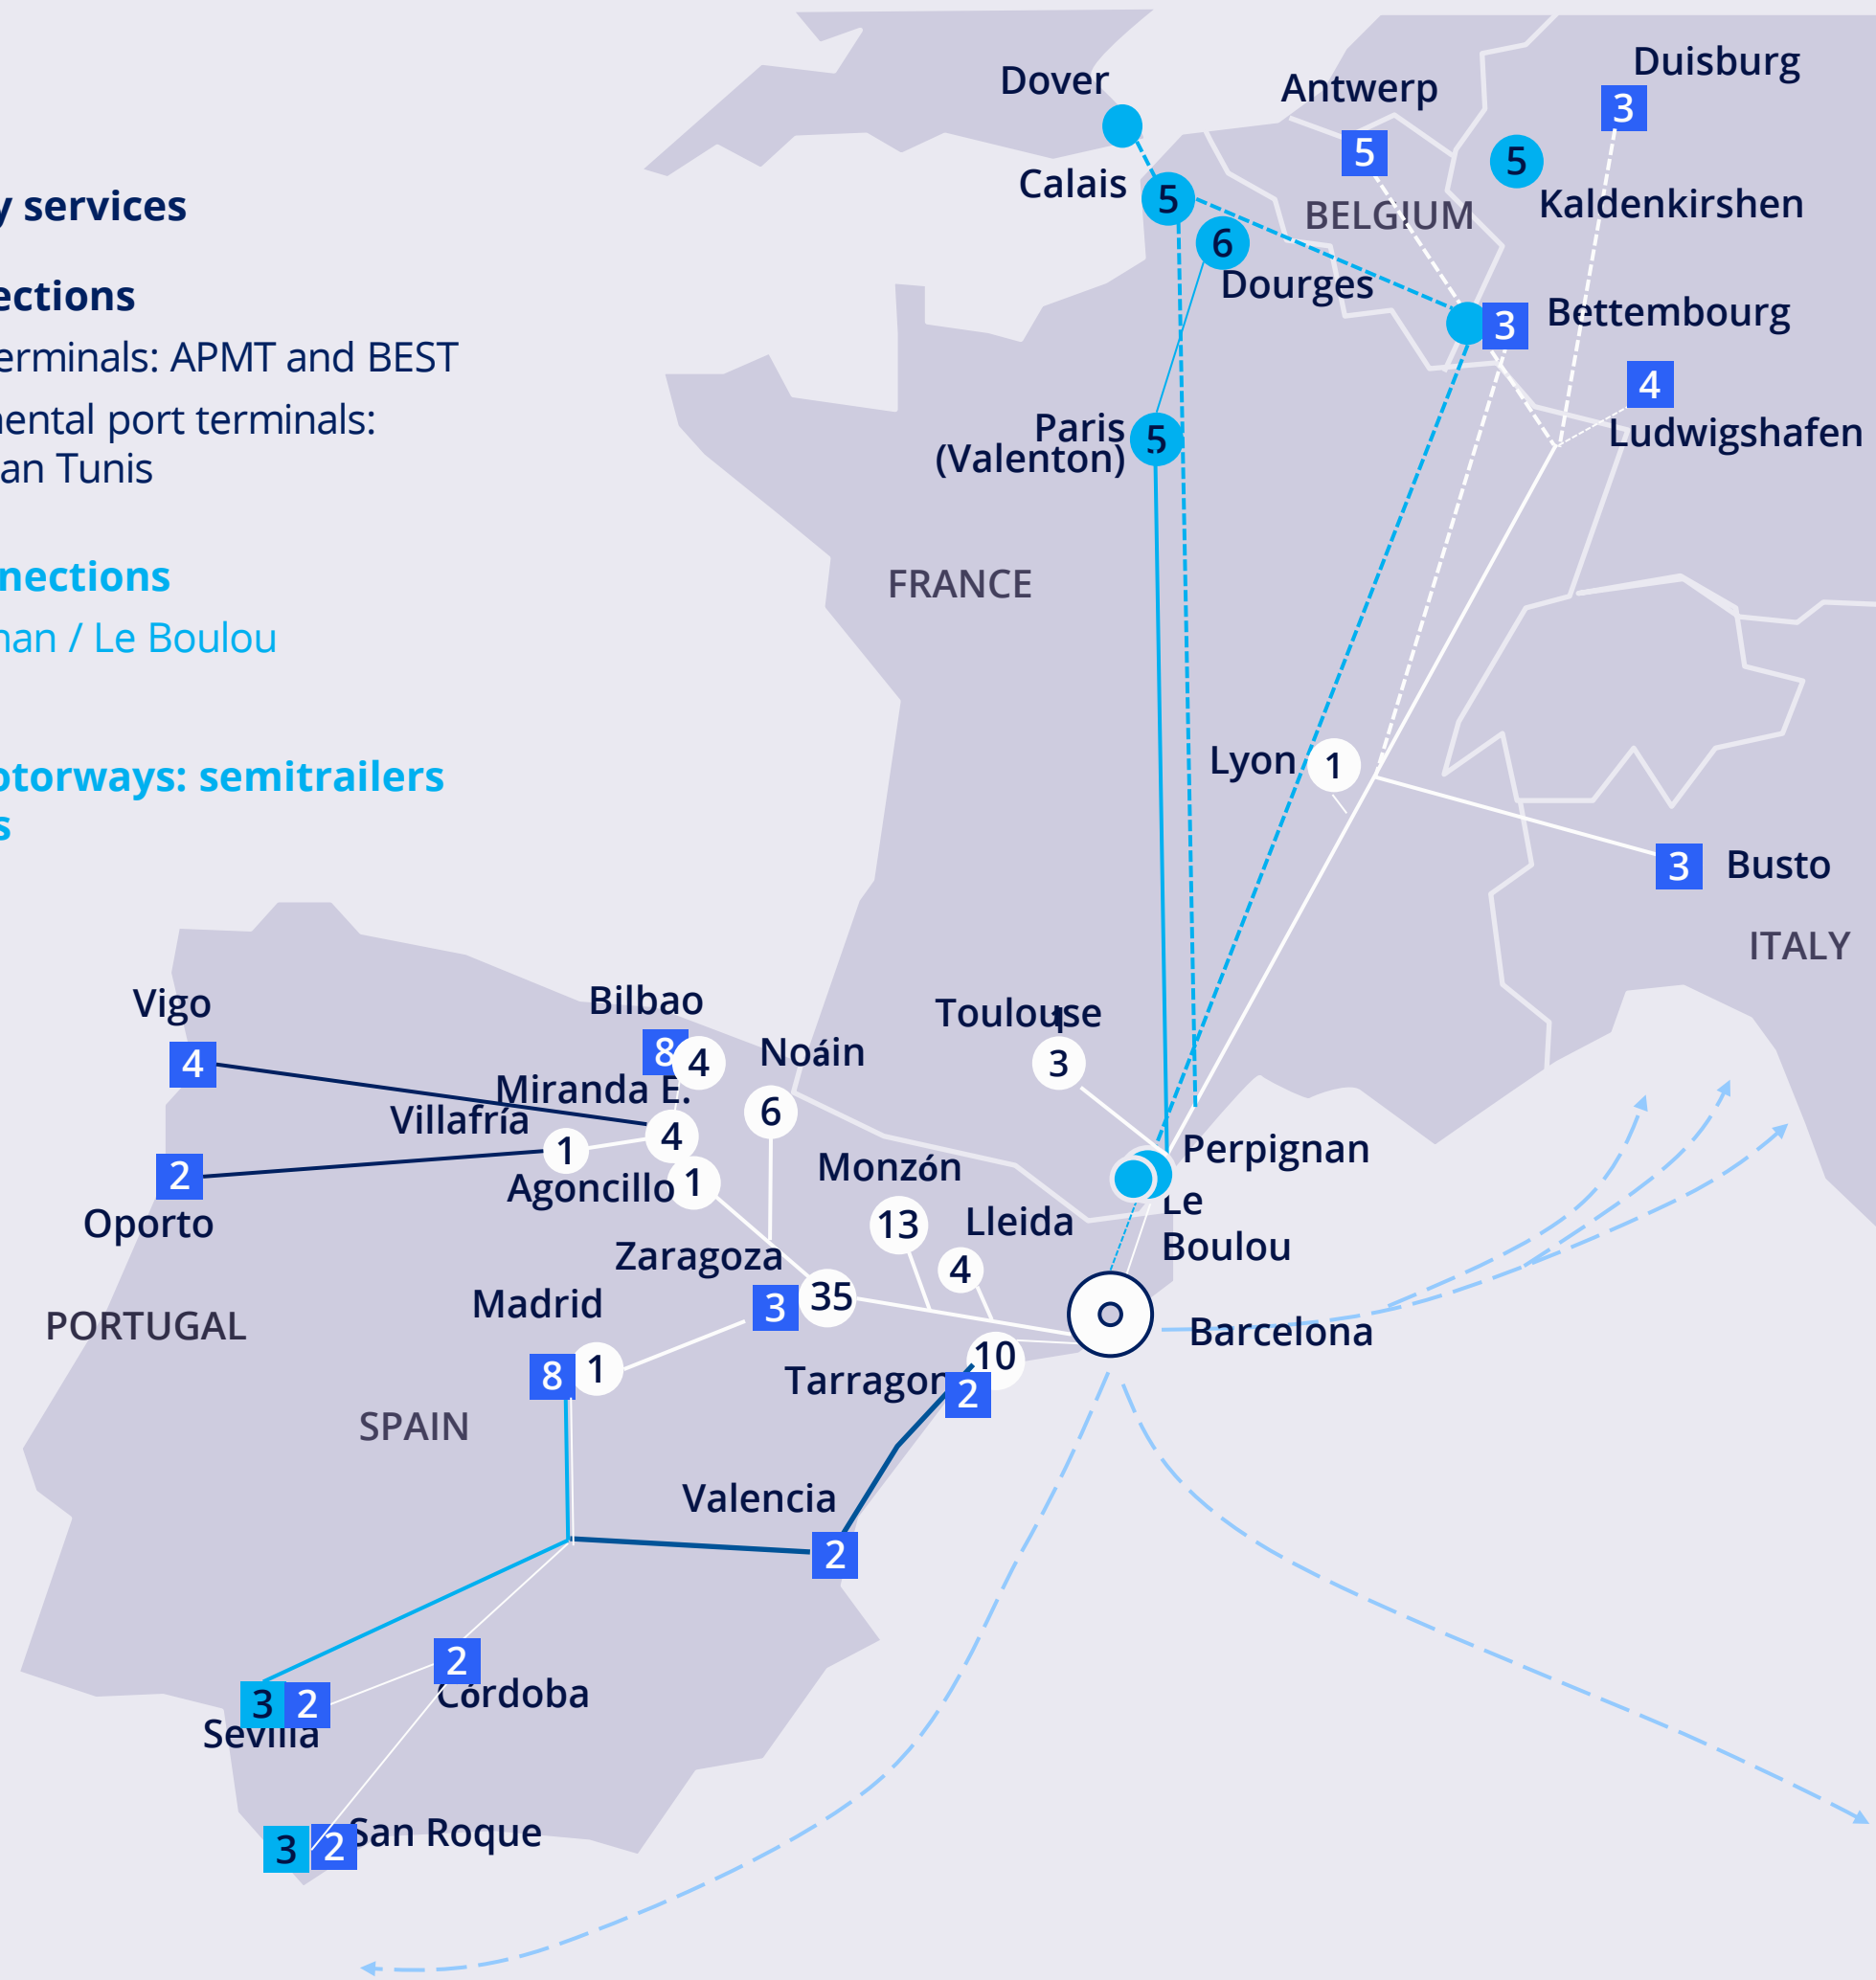 Dover
Antwerp
Duisburg
3
5
5
Calais
5
BELGIUM
Kaldenkirshen
y services
6
Dourges
ections
3
Bettembourg
erminals: APMT and BEST
4
nental port terminals:
Paris
(Valenton)
5
Ludwigshafen
an Tunis
nections
FRANCE
nan / Le Boulou
otorways: semitrailers
s
Lyon
1
3
Busto
ITALY
Vigo
4
Bilbao
8
4
Noáin
6
Toulouse
1
3
Miranda E.
4
Villafría
1
Perpignan
Le
Boulou
2
Oporto
Agoncillo
1
Monzón
13
Lleida
4
Zaragoza
3
35
Madrid
8
1
PORTUGAL
Barcelona
10
Tarragon
2
SPAIN
Valencia
2
2
Córdoba
3
2
Sevilla
San Roque
3
2